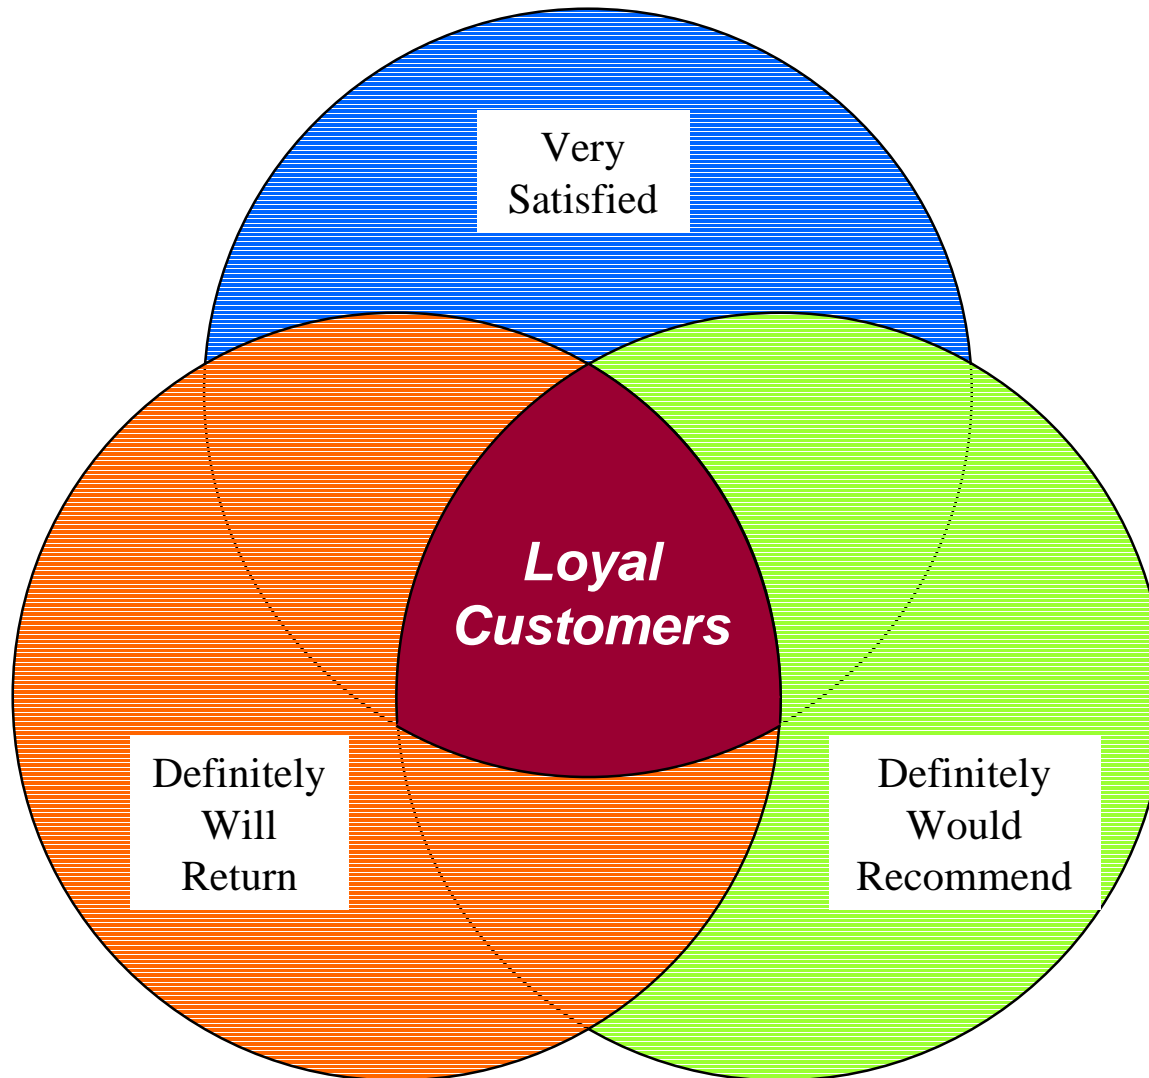 Very
Satisfied
Loyal
Customers
Definitely
Will
Return
Definitely
Would
Recommend